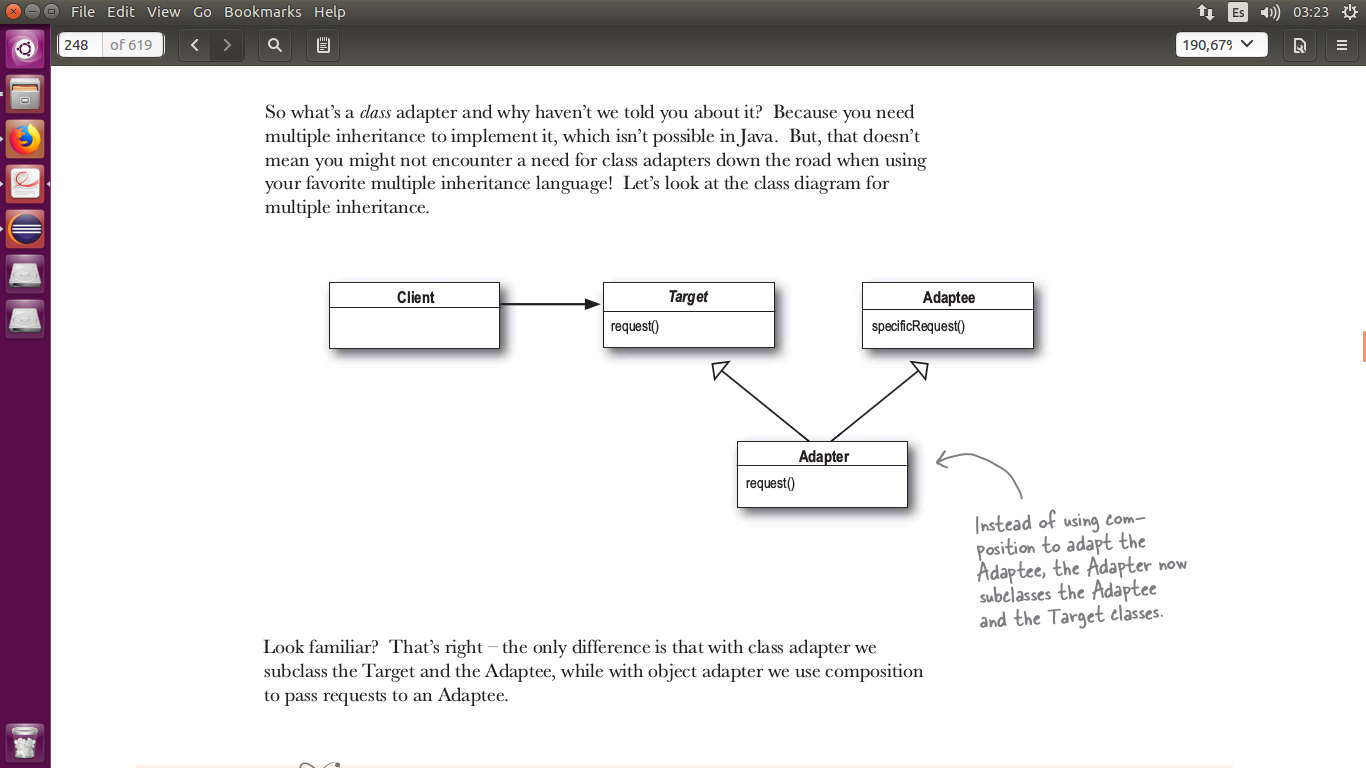 File Edit View Go Bookmarks Help
Es 03:23
248 of 619
190,67%
So what's a class adapter and why haven't we told you about it? Because you need
multiple inheritance to implement it, which isn't possible in Java. But, that doesn't
mean you might not encounter a need for class adapters down the road when using
your favorite multiple inheritance language! Let's look at the class diagram for
multiple inheritance.
Client
Target
request()
Adaptee
specificRequest()
Adapter
request()
Instead of using com–
position to adapt the
Adaptee, the Adapter now
subclasses the Adaptee
and the Target classes.
Look familiar? That's right – the only difference is that with class adapter we
subclass the Target and the Adaptee, while with object adapter we use composition
to pass requests to an Adaptee.